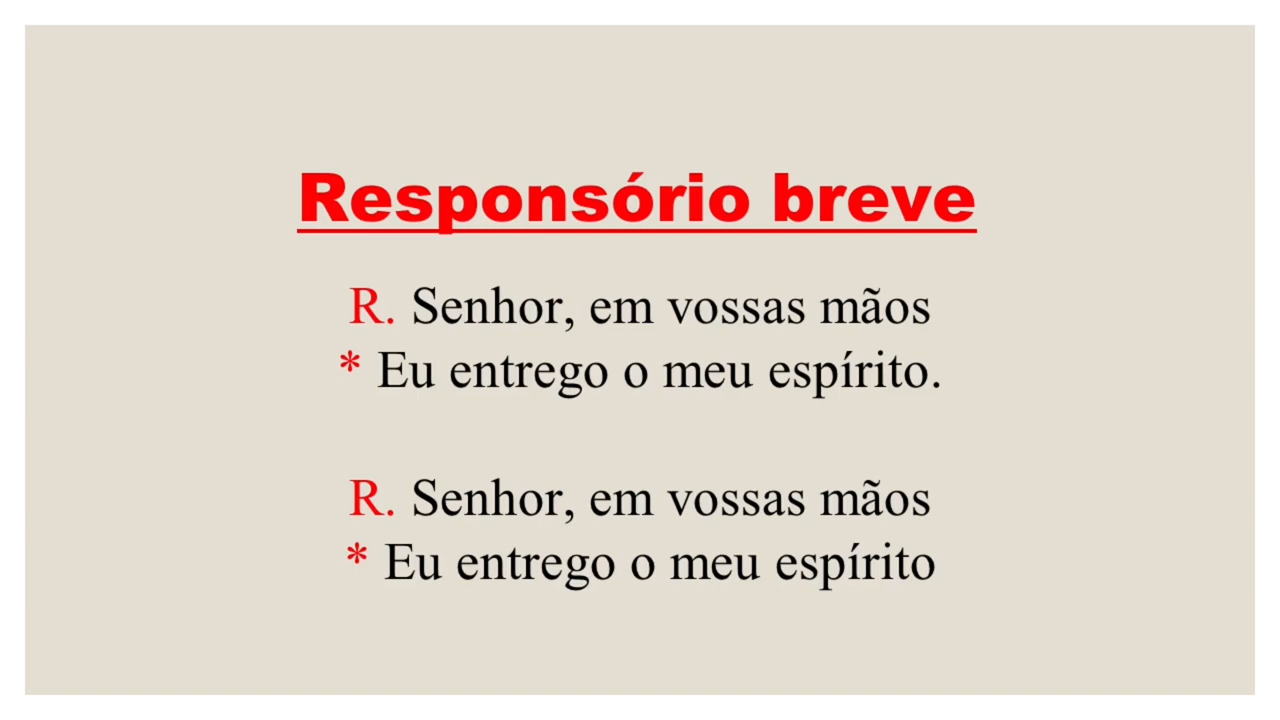 Responsório breve
R. Senhor, em vossas mãos
* Eu entrego o meu espírito.
R. Senhor, em vossas mãos
* Eu entrego o meu espírito